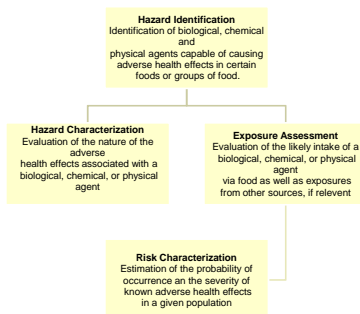 Hazard Identification
Identification of biological, chemical
and
physical agents capable of causing
adverse health effects in certain
foods or groups of food.
Hazard Characterization
Evaluation of the nature of the
adverse
health effects associated with a
biological, chemical, or physical
agent
Exposure Assessment
Evaluation of the likely intake of a
biological, chemical, or physical
agent
via food as well as exposures
from other sources, if relevent
Risk Characterization
Estimation of the probability of
occurrence an the severity of
known adverse health effects
in a given population